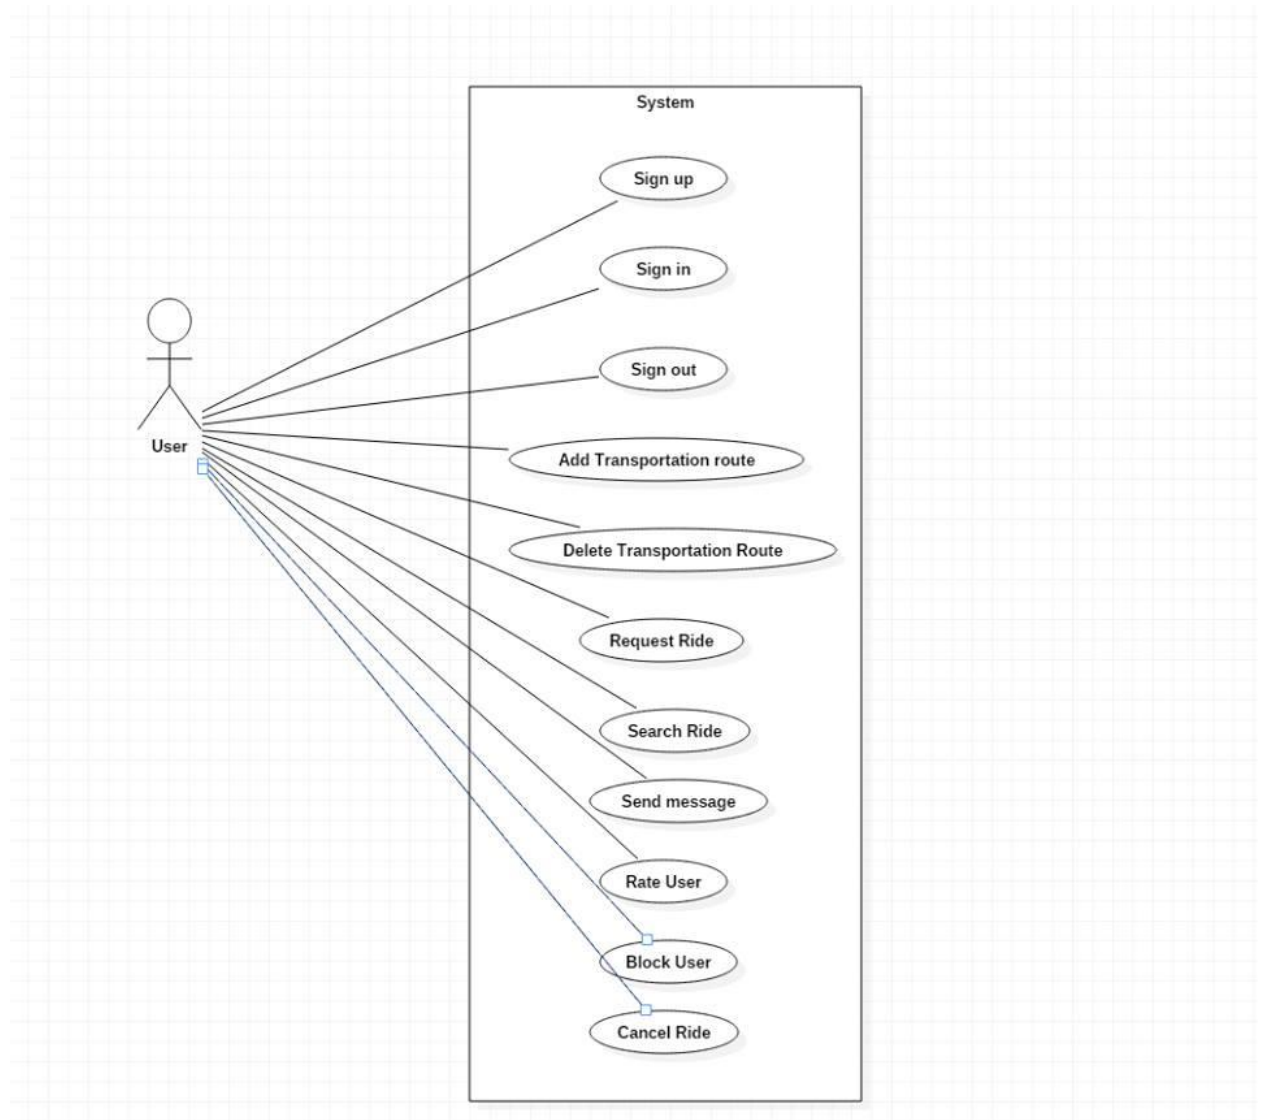 System
Sign up
Sign in
Sign out
User
Add Transportation route
Delete Transportation Route
Request Ride
Search Ride
Send message
Rate User
Block User
Cancel Ride